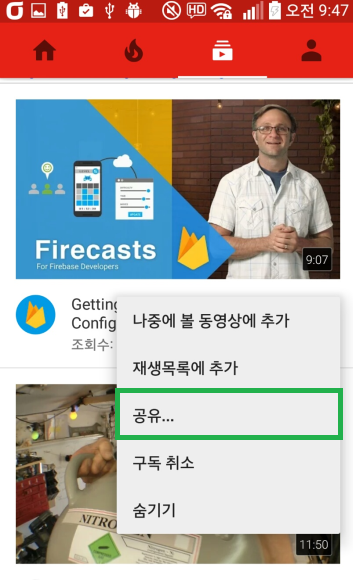 HD
오전 9:47
Firecasts
For Firebase Developers
9:07
Getting
Config
조회수:
나중에 볼 동영상에 추가
재생목록에 추가
공유...
구독 취소
숨기기
NITRO
11:50